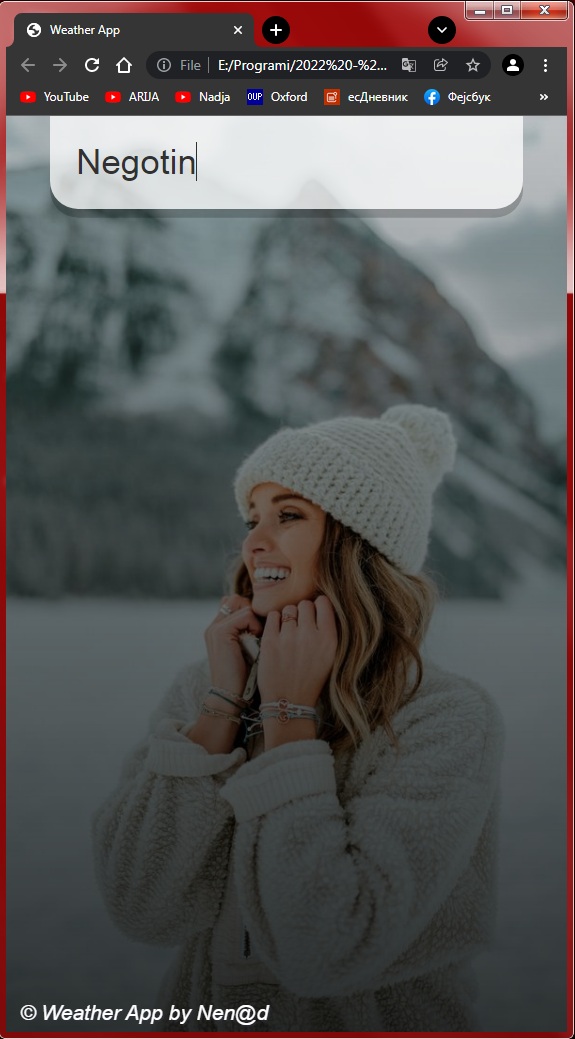 Weather App
File E:/Programi/2022%20-%2...
YouTube ARIJA Nadja OUP Oxford есДневник Фејсбук
Negotin
© Weather App by Nen@d